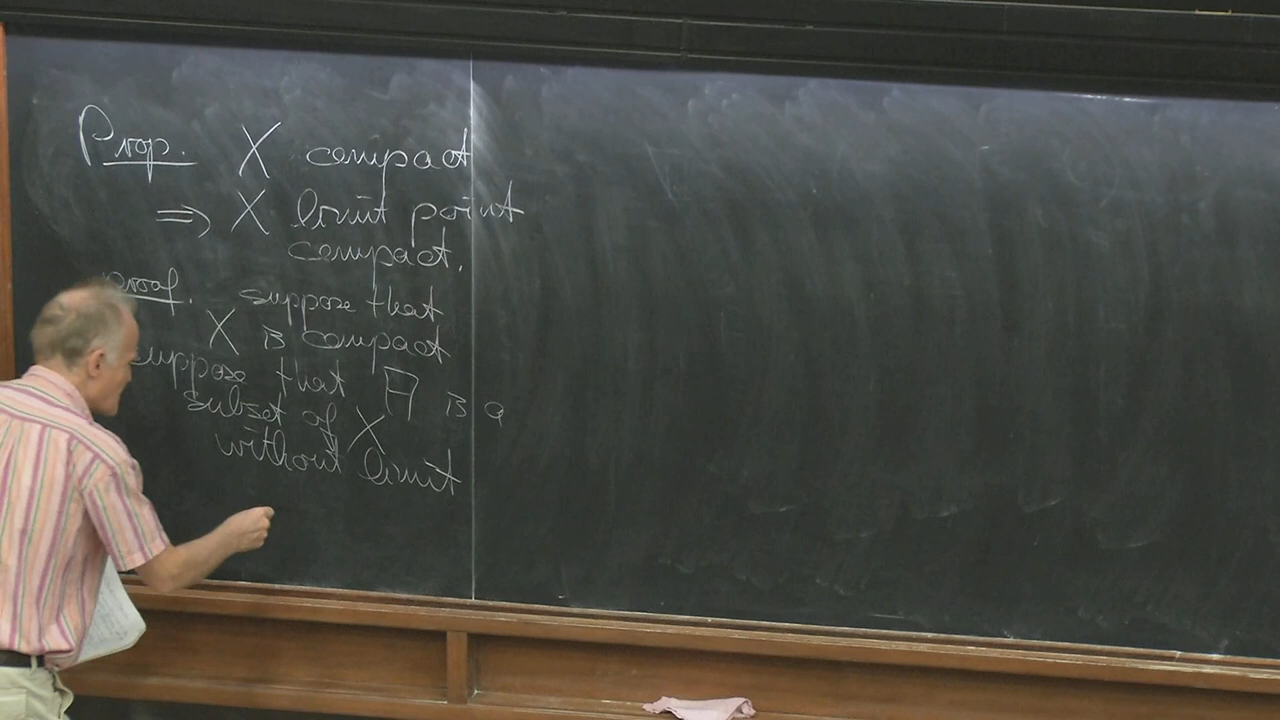 Prop. X compact
⇒ X limit point
compact.
proof. suppose that
X is compact
suppose that A is a
subset of X
without limit